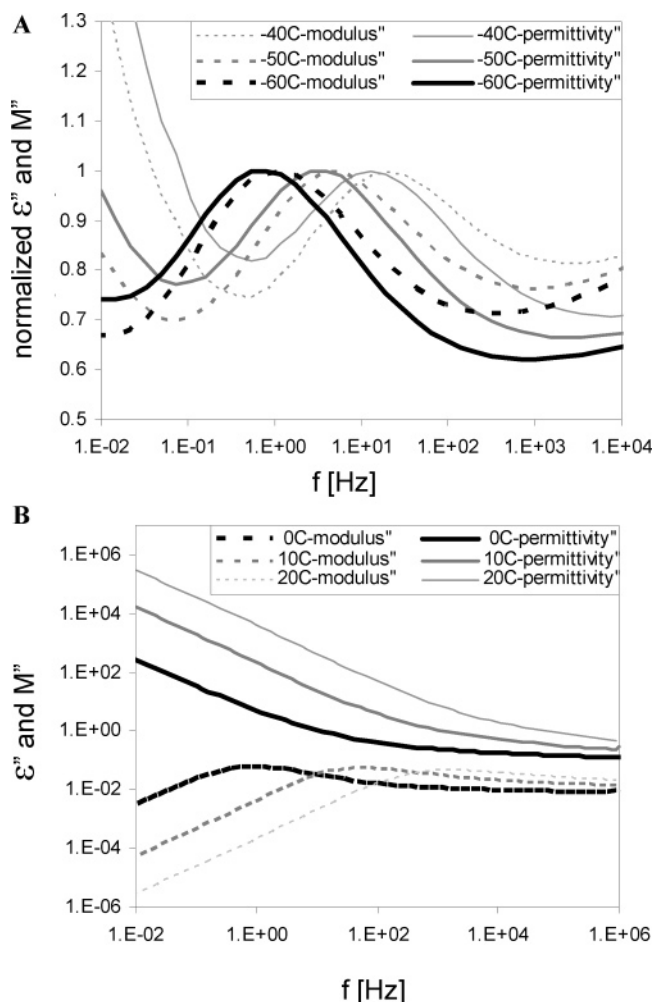 A
1.3
1.2
1.1
1
0.9
0.8
0.7
0.6
0.5
normalized ε" and M"
-40C-modulus" -40C-permittivity"
-50C-modulus" -50C-permittivity"
-60C-modulus" -60C-permittivity"
1.E-02 1.E-01 1.E+00 1.E+01 1.E+02 1.E+03 1.E+04
f [Hz]
B
1.E+06
1.E+04
1.E+02
1.E+00
1.E-02
1.E-04
1.E-06
ε" and M"
0C-modulus" 0C-permittivity"
10C-modulus" 10C-permittivity"
20C-modulus" 20C-permittivity"
1.E-02 1.E+00 1.E+02 1.E+04 1.E+06
f [Hz]